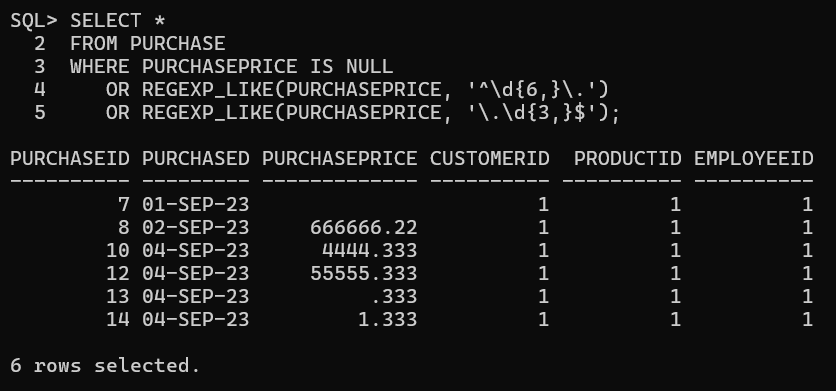 SQL> SELECT *
  2  FROM PURCHASE
  3  WHERE PURCHASEPRICE IS NULL
  4     OR REGEXP_LIKE(PURCHASEPRICE, '^\d{6,}\.')
  5     OR REGEXP_LIKE(PURCHASEPRICE, '\.\d{3,}$');

PURCHASEID PURCHASED PURCHASEPRICE CUSTOMERID  PRODUCTID EMPLOYEEID
---------- --------- ------------- ---------- ---------- ----------
         7 01-SEP-23                        1          1          1
         8 02-SEP-23     666666.22          1          1          1
        10 04-SEP-23      4444.333          1          1          1
        12 04-SEP-23     55555.333          1          1          1
        13 04-SEP-23          .333          1          1          1
        14 04-SEP-23         1.333          1          1          1

6 rows selected.